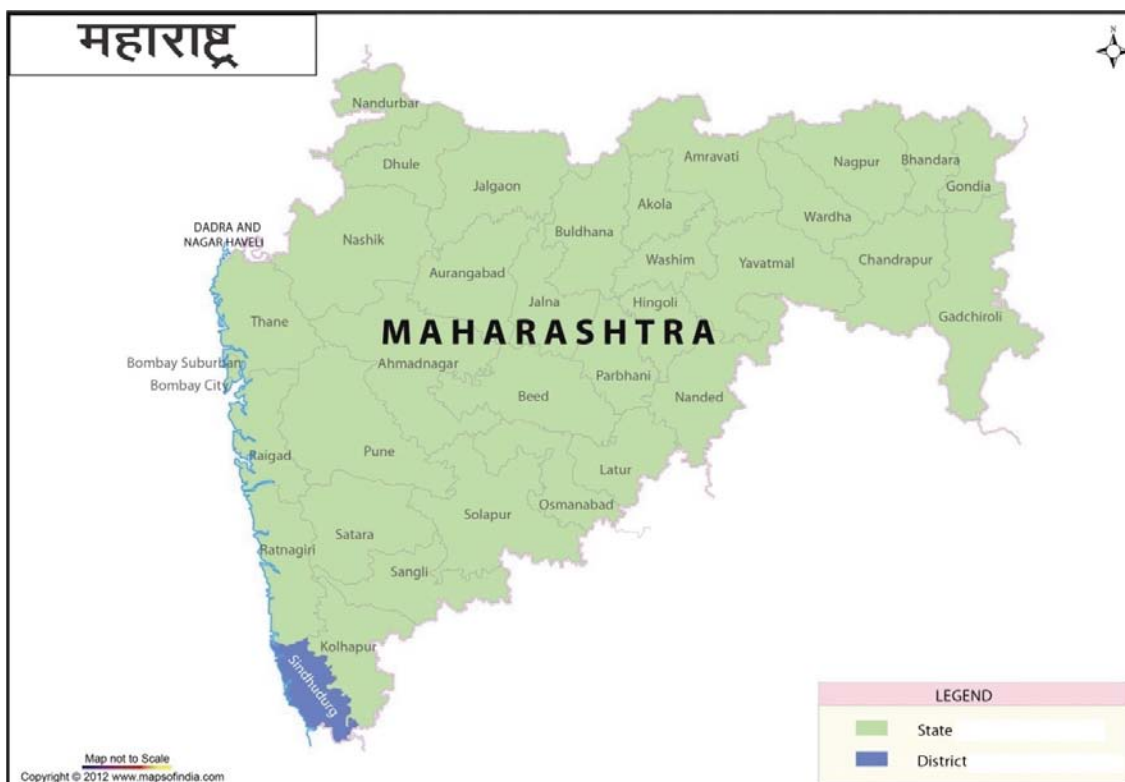 महाराष्ट्र
N
Nandurbar
Dhule
Jalgaon
Amravati
Nagpur
Bhandara
Gondia
Akola
Buldhana
Wardha
DADRA AND
NAGAR HAVELI
Nashik
Aurangabad
Washim
Yavatmal
Chandrapur
Jalna
Hingoli
Thane
Gadchiroli
MAHARASHTRA
Bombay Suburban
Ahmadnagar
Parbhani
Bombay City
Beed
Nanded
Raigad
Pune
Latur
Osmanabad
Solapur
Satara
Ratnagiri
Sangli
Kolhapur
Sindhudurg
LEGEND
State
District
Map not to Scale
Copyright © 2012 www.mapsofindia.com